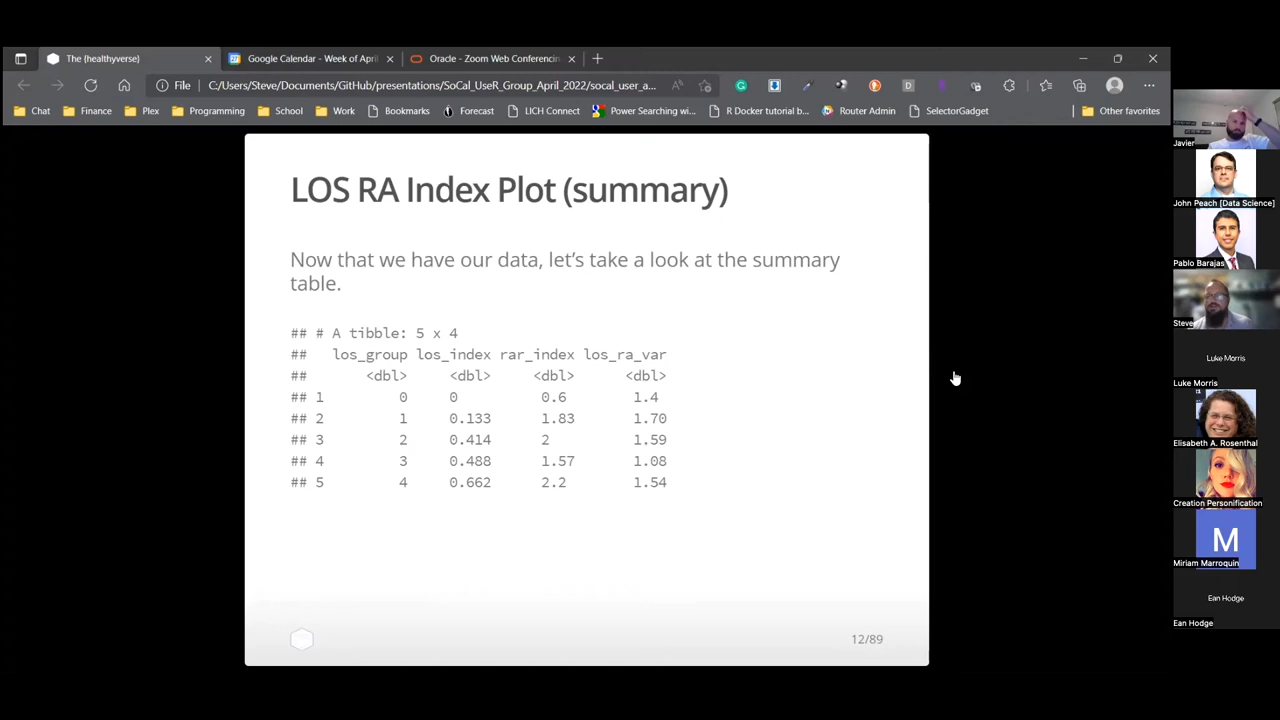 The {healthyverse}
Google Calendar - Week of April
Oracle - Zoom Web Conferencin
File
C:/Users/Steve/Documents/GitHub/presentations/SoCal_UseR_Group_April_2022/socal_user_a...
Chat
Finance
Plex
Programming
School
Work
Bookmarks
Forecast
LICH Connect
Power Searching wi...
R Docker tutorial b...
Router Admin
SelectorGadget
Other favorites
LOS RA Index Plot (summary)
Now that we have our data, let's take a look at the summary
table.
## # A tibble: 5 x 4
##   los_group los_index rar_index los_ra_var
##       <dbl>     <dbl>     <dbl>      <dbl>
## 1         0     0          0.6        1.4
## 2         1     0.133      1.83       1.70
## 3         2     0.414      2          1.59
## 4         3     0.488      1.57       1.08
## 5         4     0.662      2.2        1.54
12/89
Javier
John Peach [Data Science]
Pablo Barajas
Steve
Luke Morris
Luke Morris
Elisabeth A. Rosenthal
Creation Personification
M
Miriam Marroquin
Ean Hodge
Ean Hodge